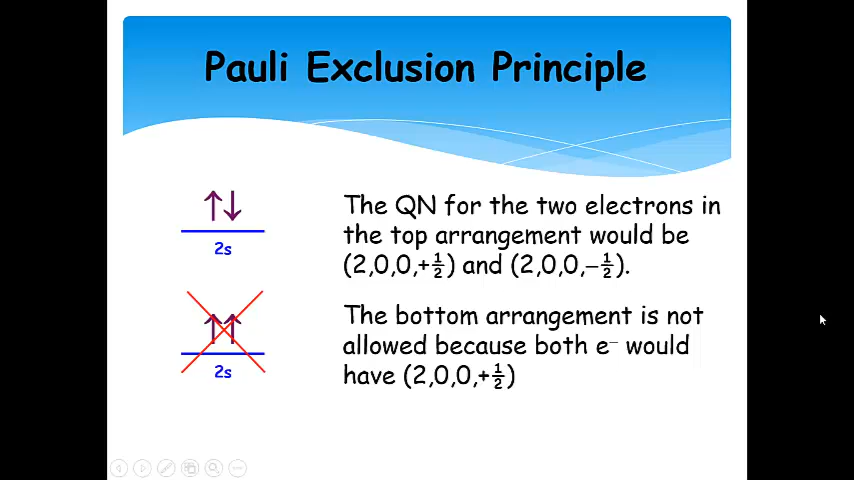 Pauli Exclusion Principle
↑↓
2s
The QN for the two electrons in
the top arrangement would be
(2,0,0,+½) and (2,0,0,–½).
↑↑
2s
The bottom arrangement is not
allowed because both e⁻ would
have (2,0,0,+½)